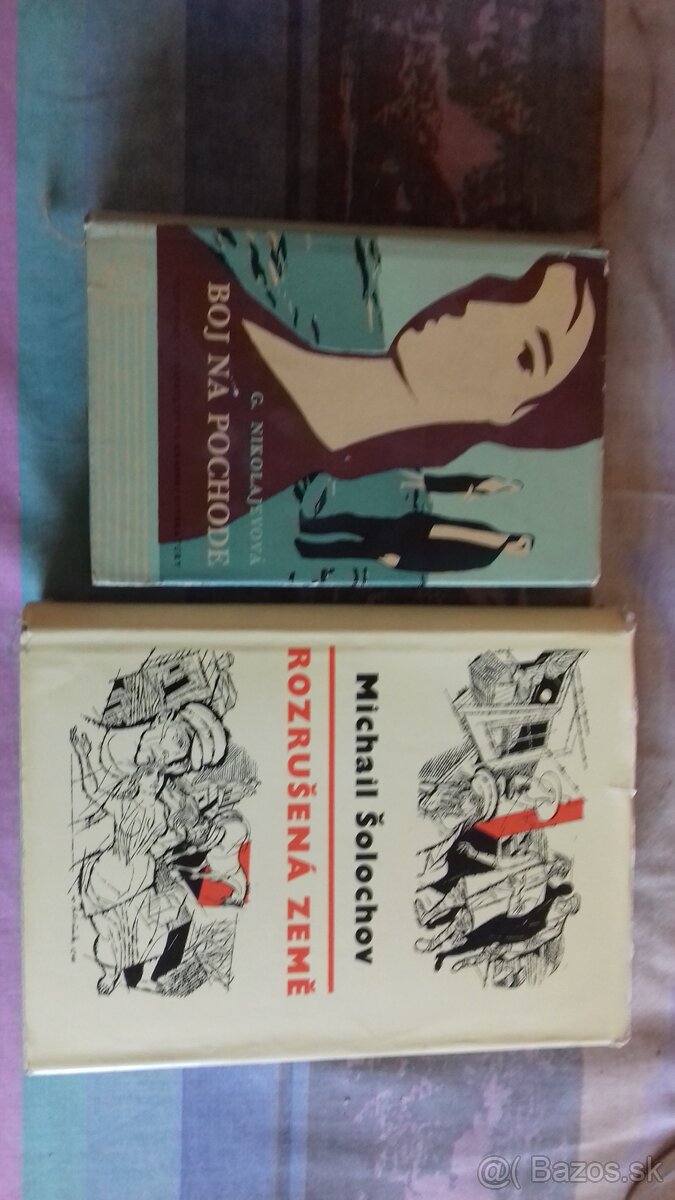 G. NIKOLAJEVOVÁ
BOJ NA POCHODE
Michail Šolochov
ROZRUŠENÁ ZEMĚ
@( Bazos.sk